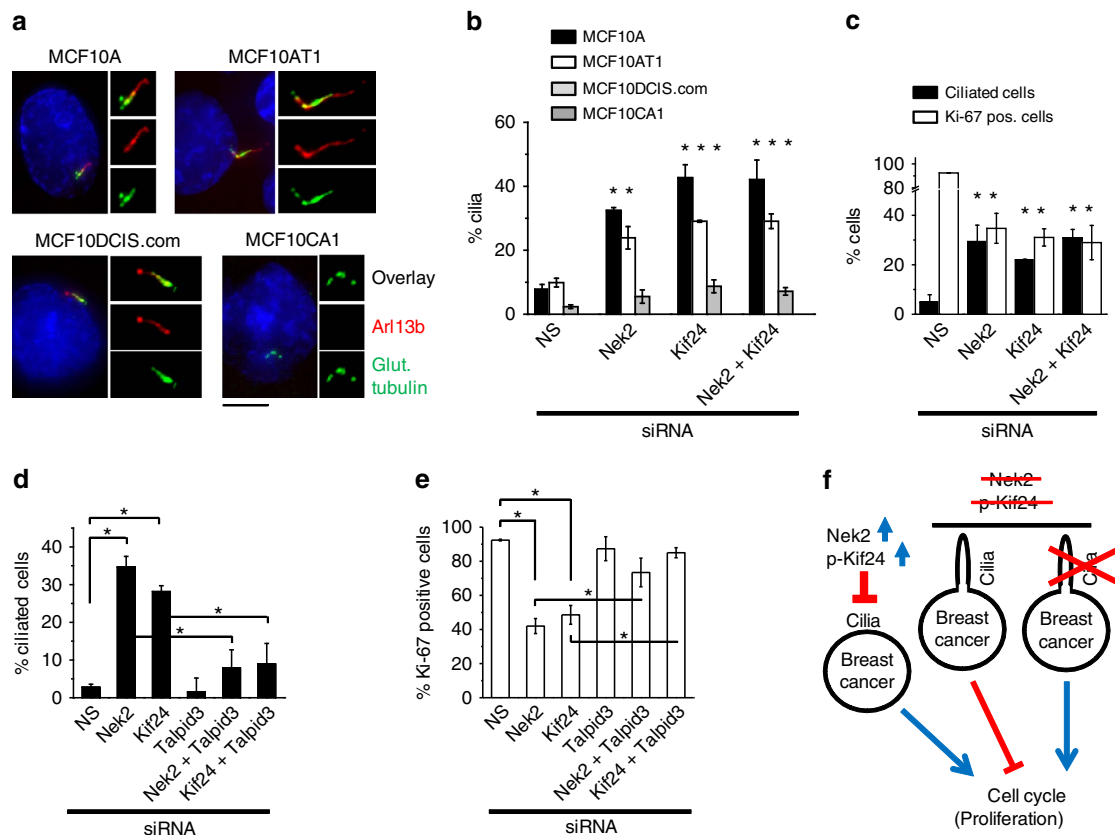 a
MCF10A
MCF10AT1
MCF10DCIS.com
MCF10CA1
Overlay
Arl13b
Glut.
tubulin
b
MCF10A
MCF10AT1
MCF10DCIS.com
MCF10CA1
% cilia
60
40
20
0
* *
* * *
* * *
NS
Nek2
Kif24
Nek2 + Kif24
siRNA
c
Ciliated cells
Ki-67 pos. cells
% cells
100
80
60
40
20
0
* *
* *
* *
NS
Nek2
Kif24
Nek2 + Kif24
siRNA
d
% ciliated cells
40
30
20
10
0
*
*
*
*
NS
Nek2
Kif24
Talpid3
Nek2 + Talpid3
Kif24 + Talpid3
siRNA
e
% Ki-67 positive cells
100
80
60
40
20
0
*
*
*
*
NS
Nek2
Kif24
Talpid3
Nek2 + Talpid3
Kif24 + Talpid3
siRNA
f
Nek2
p-Kif24
Nek2
p-Kif24
Cilia
Breast
cancer
Cilia
Breast
cancer
Cilia
Breast
cancer
Cell cycle
(Proliferation)